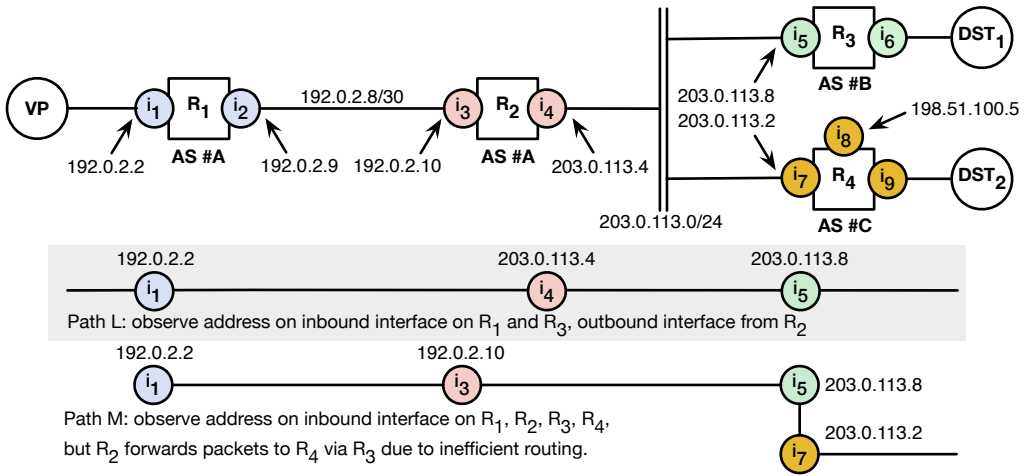 i5 R3 i6 DST1
AS #B
VP i1 R1 i2 192.0.2.8/30 i3 R2 i4
203.0.113.8
203.0.113.2
198.51.100.5
i8
192.0.2.2 AS #A 192.0.2.9 192.0.2.10 AS #A 203.0.113.4
i7 R4 i9 DST2
203.0.113.0/24 AS #C
192.0.2.2 203.0.113.4 203.0.113.8
i1 i4 i5
Path L: observe address on inbound interface on R1 and R3, outbound interface from R2
192.0.2.2 192.0.2.10
i1 i3 i5 203.0.113.8
Path M: observe address on inbound interface on R1, R2, R3, R4,
but R2 forwards packets to R4 via R3 due to inefficient routing.
203.0.113.2
i7